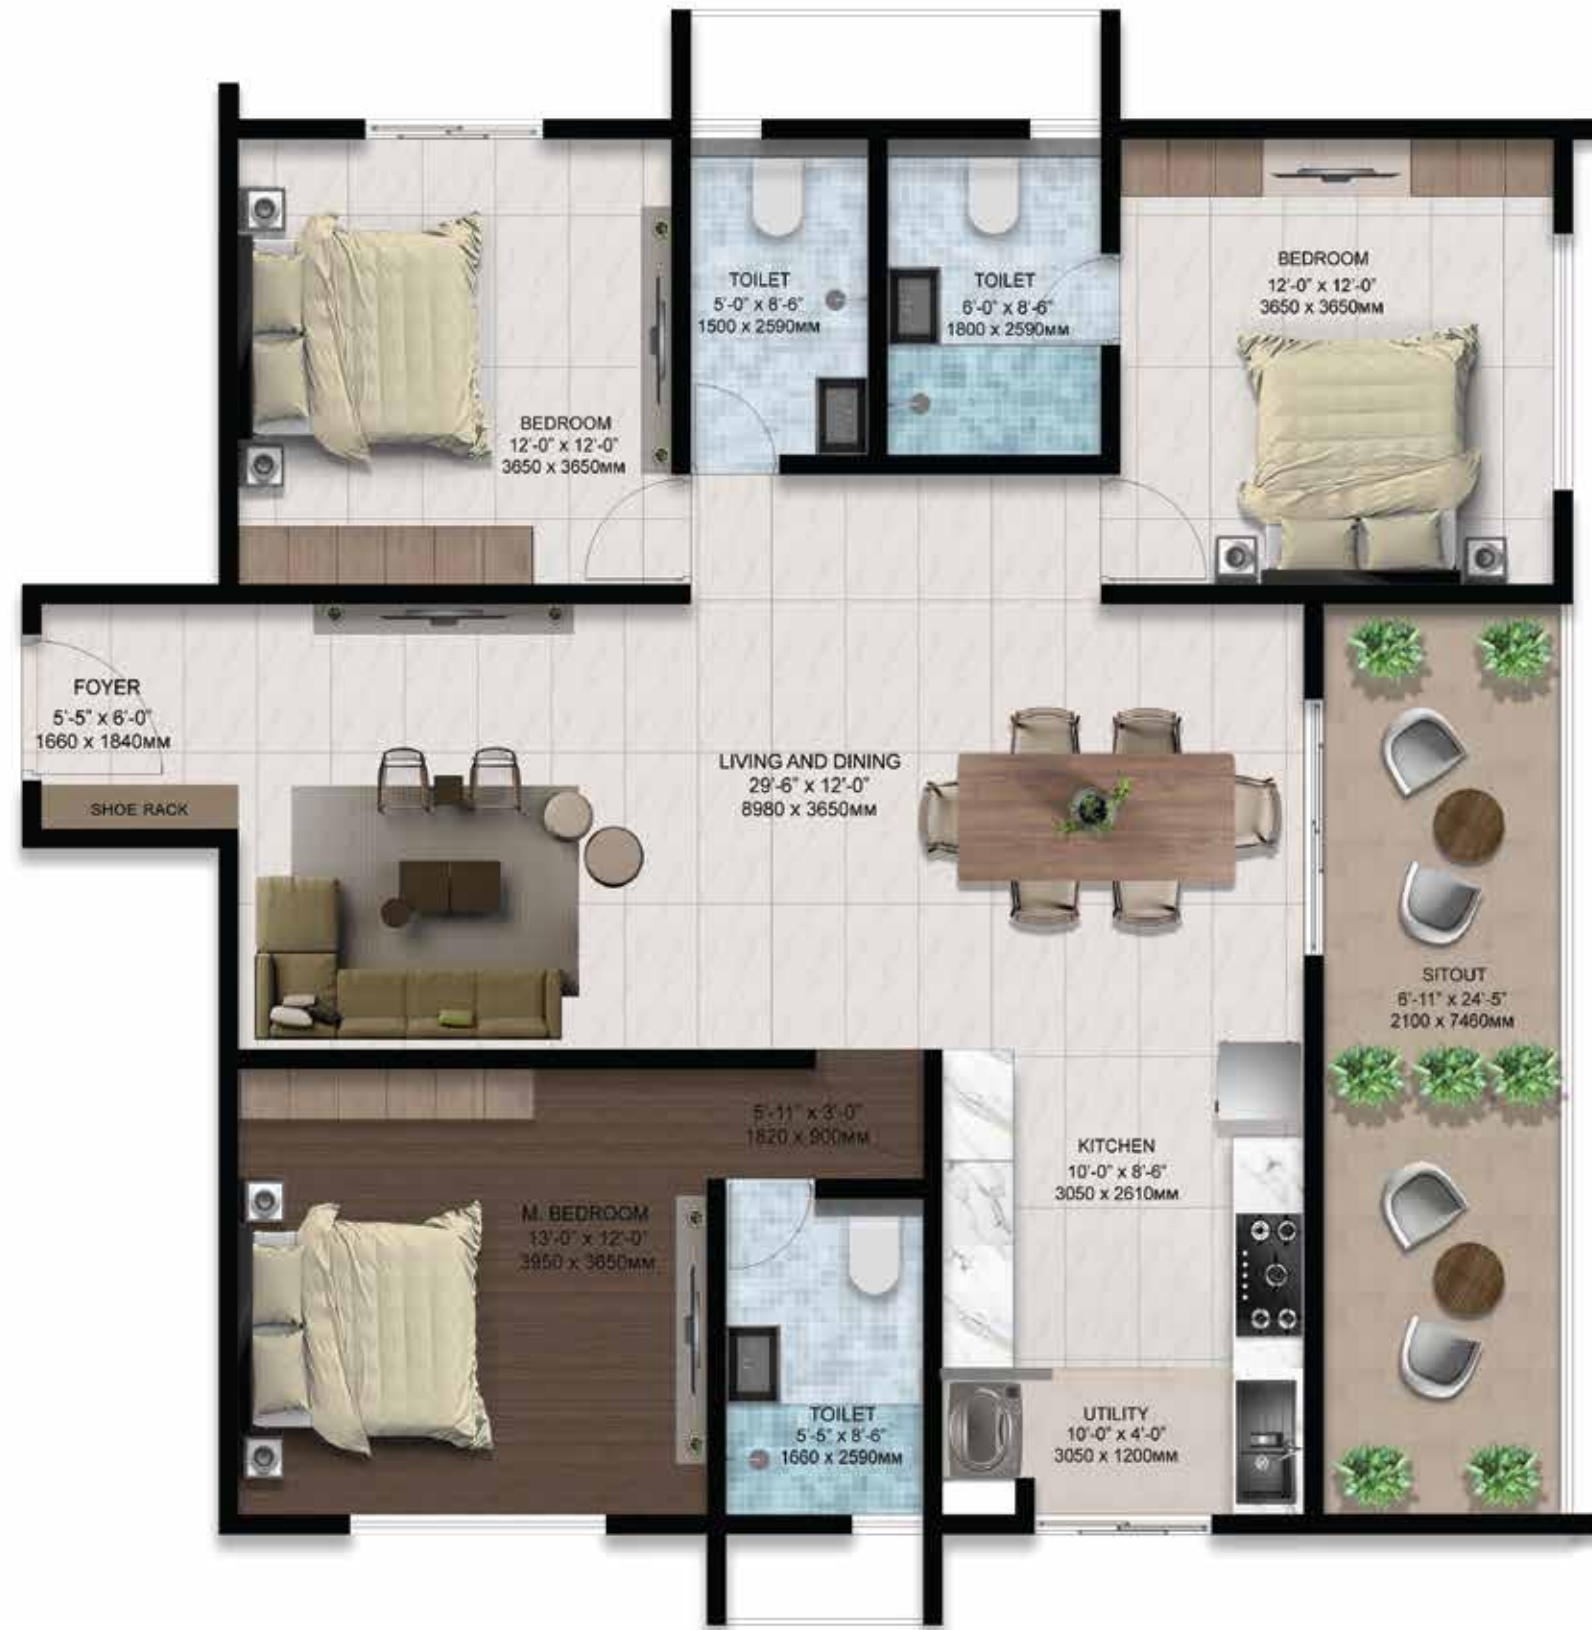 TOILET
5'-0" x 8'-6"
1500 x 2590MM
TOILET
6'-0" x 8'-6"
1800 x 2590MM
BEDROOM
12'-0" x 12'-0"
3650 x 3650MM
BEDROOM
12'-0" x 12'-0"
3650 x 3650MM
FOYER
5'-5" x 6'-0"
1660 x 1840MM
SHOE RACK
LIVING AND DINING
29'-6" x 12'-0"
8980 x 3650MM
SITOUT
6'-11" x 24'-5"
2100 x 7460MM
5'-11" x 3'-0"
1820 x 900MM
KITCHEN
10'-0" x 8'-6"
3050 x 2610MM
M. BEDROOM
13'-0" x 12'-0"
3950 x 3650MM
TOILET
5'-5" x 8'-6"
1660 x 2590MM
UTILITY
10'-0" x 4'-0"
3050 x 1200MM